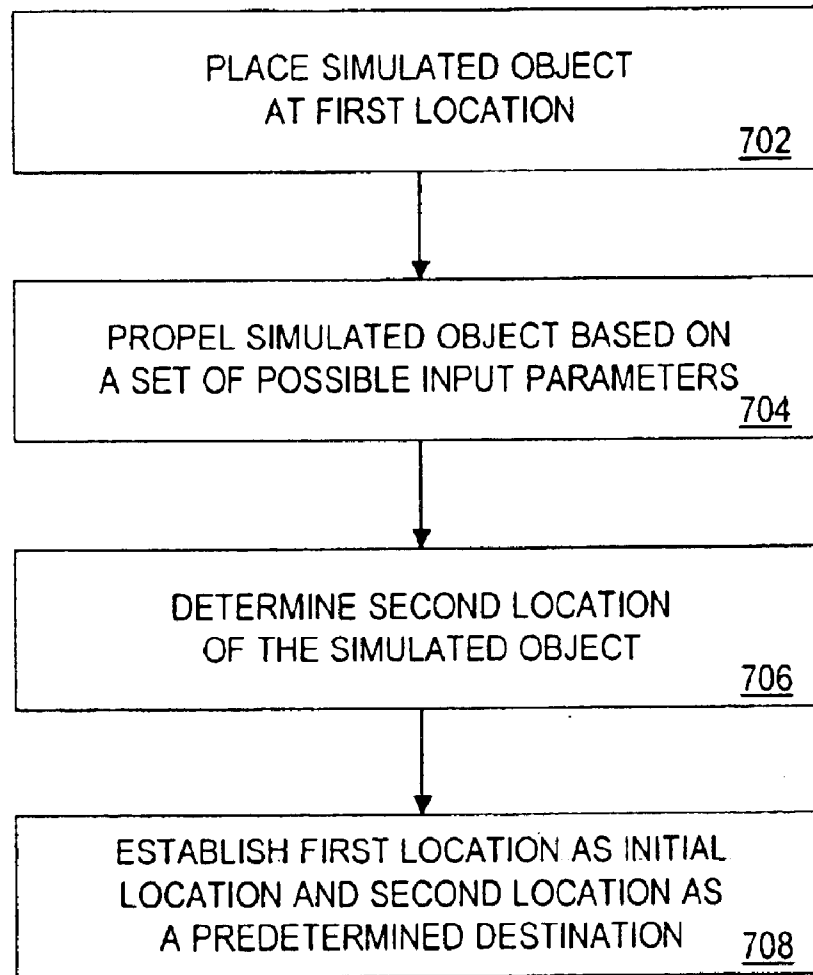 PLACE SIMULATED OBJECT
AT FIRST LOCATION
702
PROPEL SIMULATED OBJECT BASED ON
A SET OF POSSIBLE INPUT PARAMETERS
704
DETERMINE SECOND LOCATION
OF THE SIMULATED OBJECT
706
ESTABLISH FIRST LOCATION AS INITIAL
LOCATION AND SECOND LOCATION AS
A PREDETERMINED DESTINATION
708